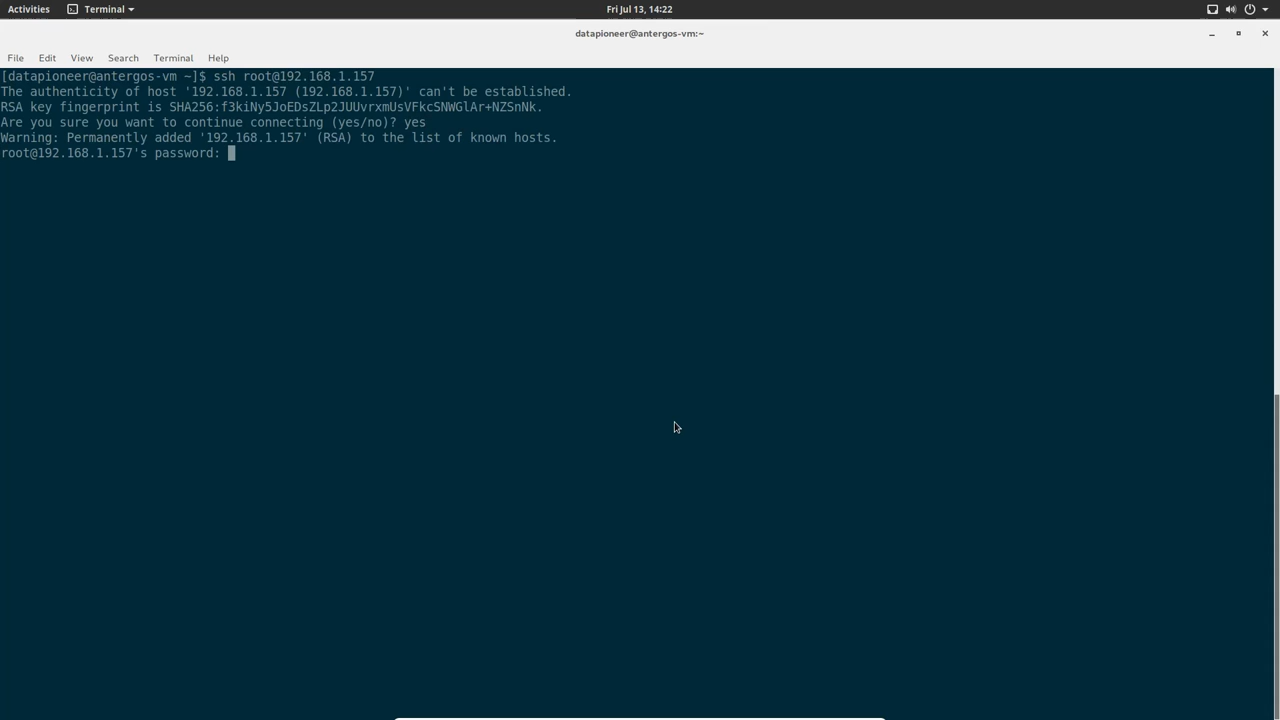 Activities Terminal Fri Jul 13, 14:22
datapioneer@antergos-vm:~
File Edit View Search Terminal Help
[datapioneer@antergos-vm ~]$ ssh root@192.168.1.157
The authenticity of host '192.168.1.157 (192.168.1.157)' can't be established.
RSA key fingerprint is SHA256:f3kiNy5JoEDsZLp2JUUvrxmUsVFkcSNWGlAr+NZSnNk.
Are you sure you want to continue connecting (yes/no)? yes
Warning: Permanently added '192.168.1.157' (RSA) to the list of known hosts.
root@192.168.1.157's password: